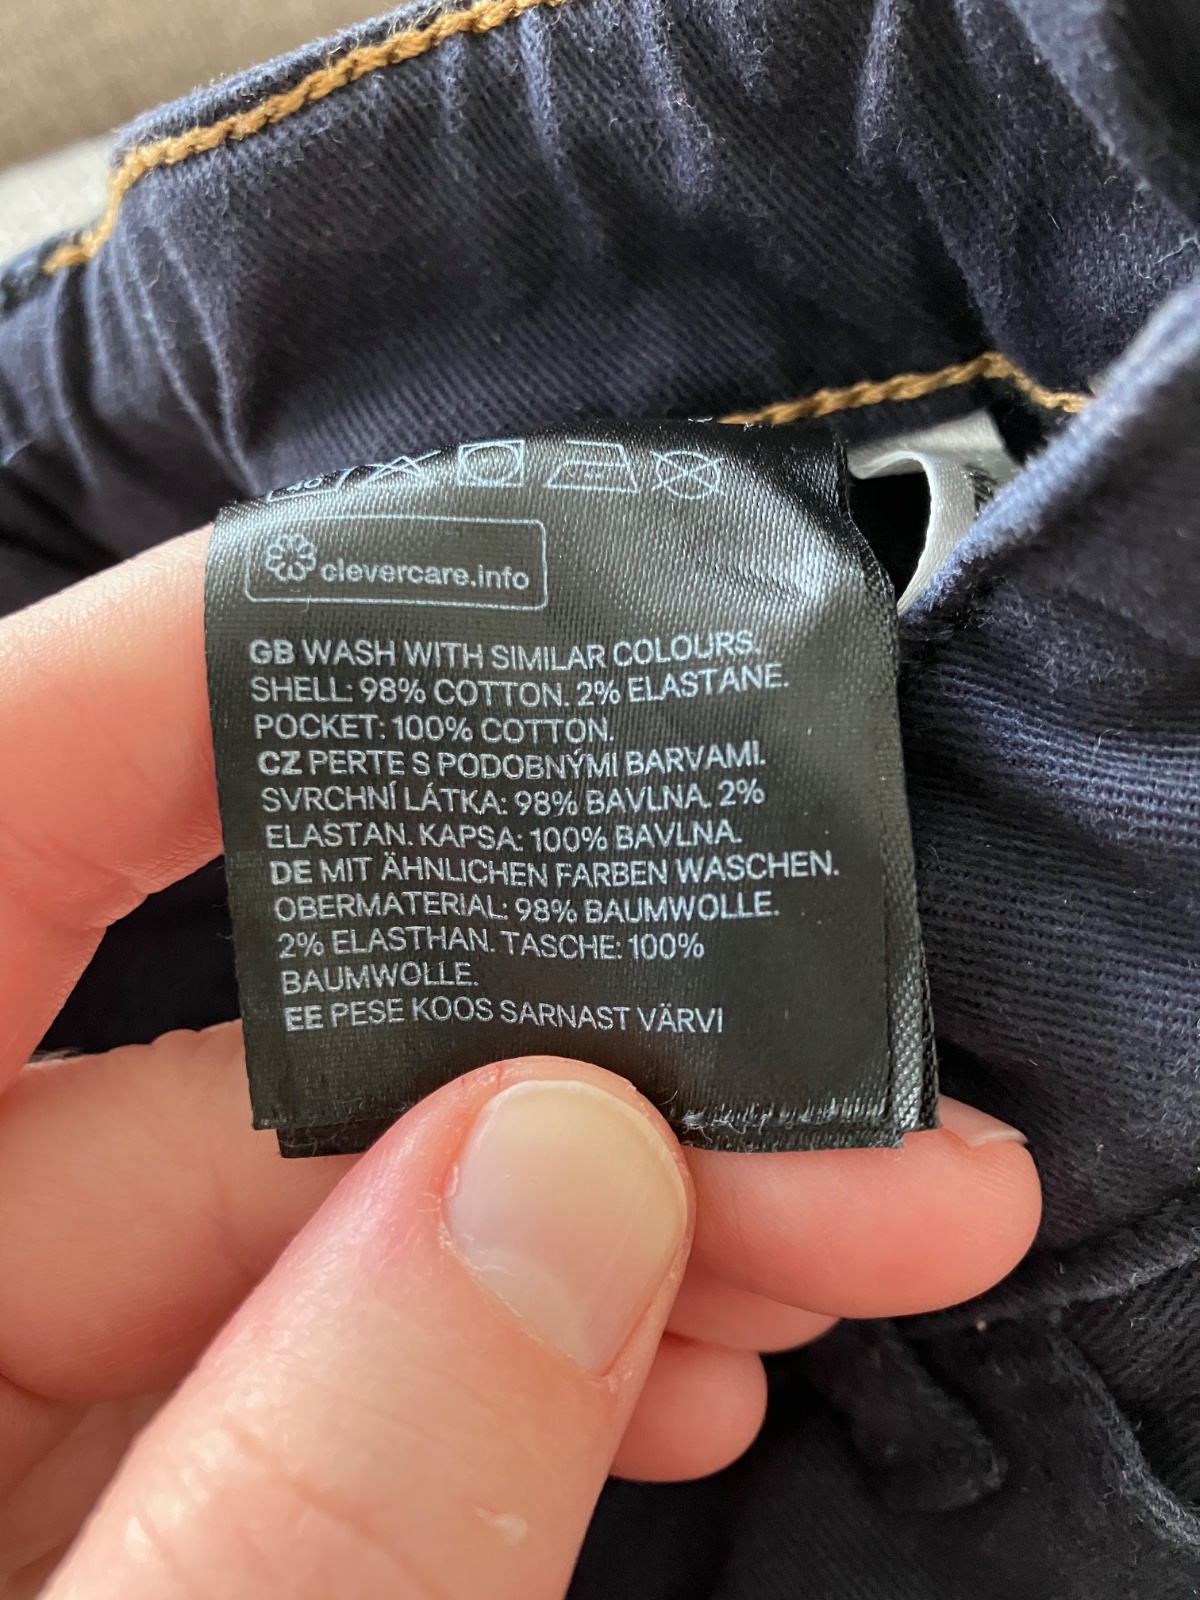 40
clevercare.info
GB WASH WITH SIMILAR COLOURS.
SHELL: 98% COTTON. 2% ELASTANE.
POCKET: 100% COTTON.
CZ PERTE S PODOBNÝMI BARVAMI.
SVRCHNÍ LÁTKA: 98% BAVLNA. 2%
ELASTAN. KAPSA: 100% BAVLNA.
DE MIT ÄHNLICHEN FARBEN WASCHEN.
OBERMATERIAL: 98% BAUMWOLLE.
2% ELASTHAN. TASCHE: 100%
BAUMWOLLE.
EE PESE KOOS SARNAST VÄRVI